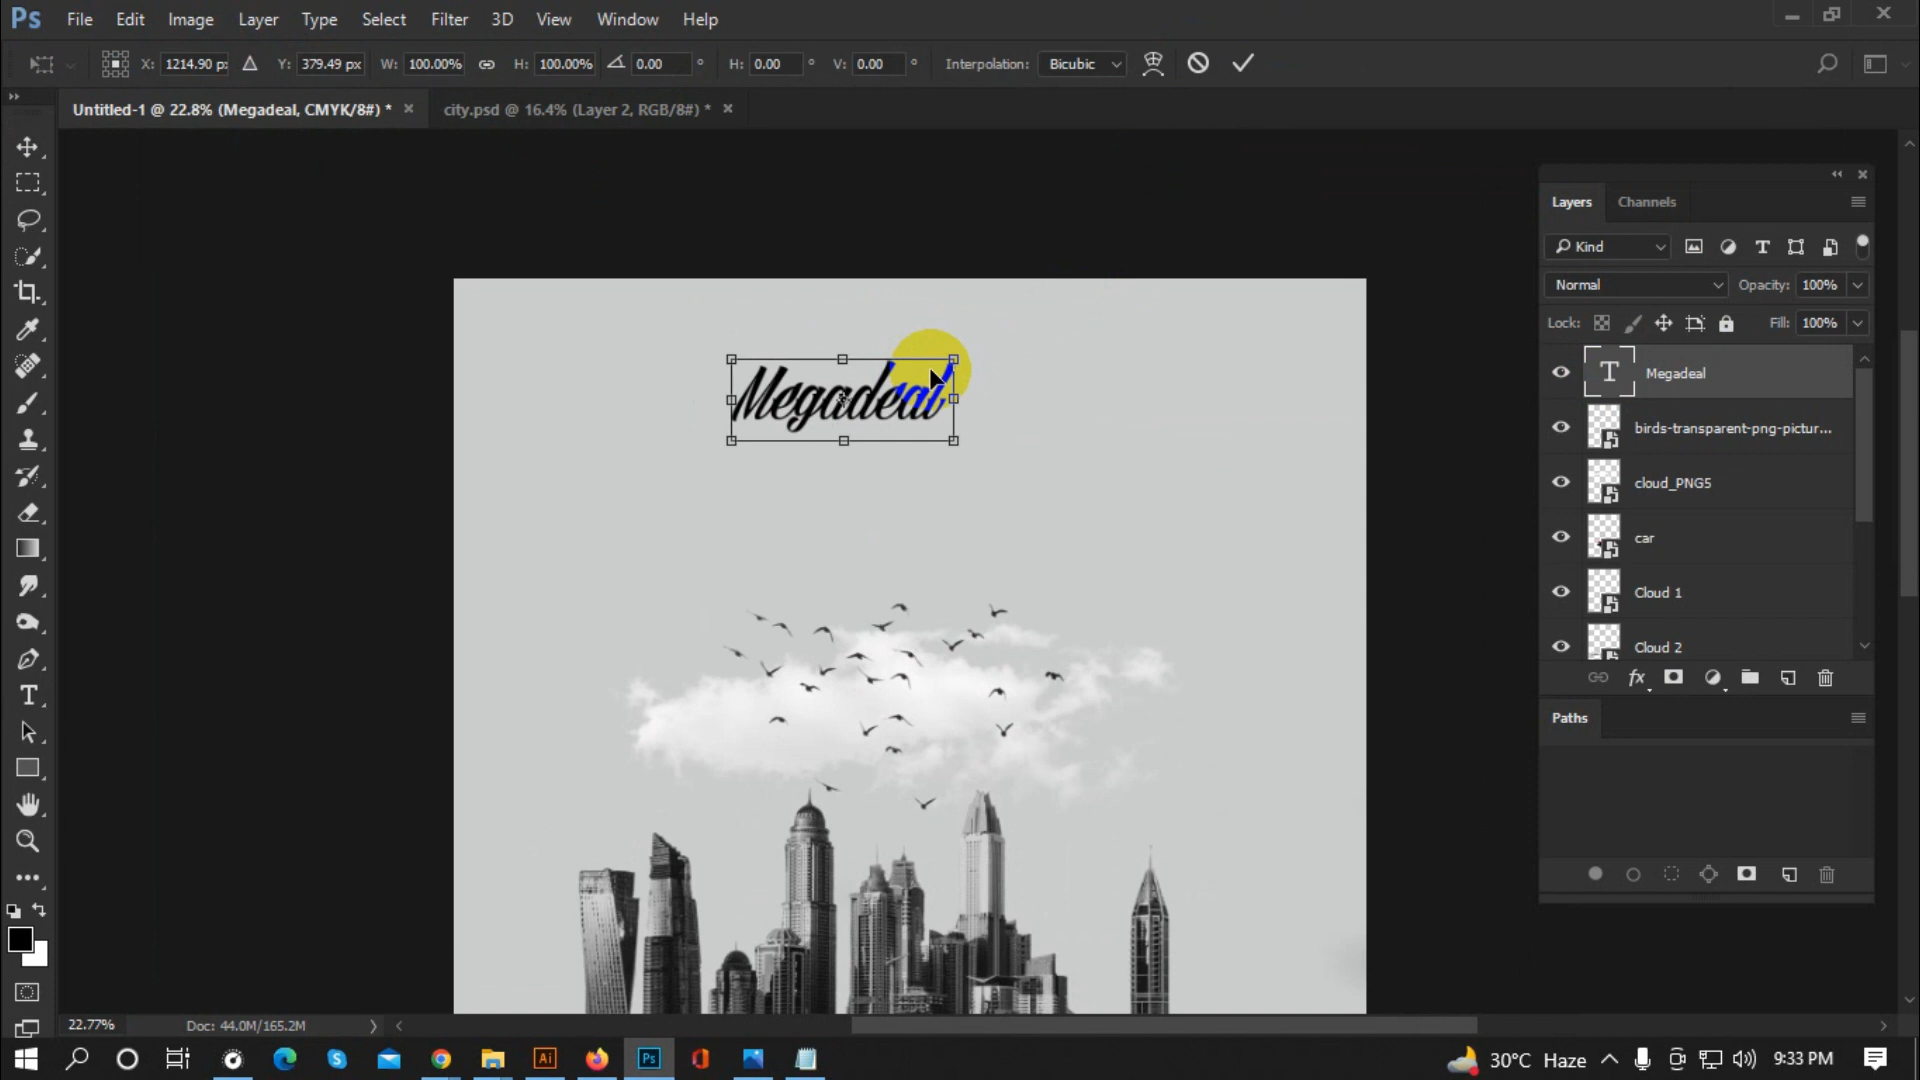 Ps File Edit Image Layer Type Select Filter 3D View Window Help
X: 1214.90 p Y: 379.49 px W: 100.00% H: 100.00% 0.00 ° H: 0.00 ° V: 0.00 ° Interpolation: Bicubic
Untitled-1 @ 22.8% (Megadeal, CMYK/8#) * city.psd @ 16.4% (Layer 2, RGB/8#) *
Layers Channels
Kind
Normal Opacity: 100%
Lock: Fill: 100%
Megadeal
birds-transparent-png-pictur...
cloud_PNG5
car
Cloud 1
Cloud 2
fx
Paths
Megadeal
22.77% Doc: 44.0M/165.2M
Ai Ps 30°C Haze 9:33 PM